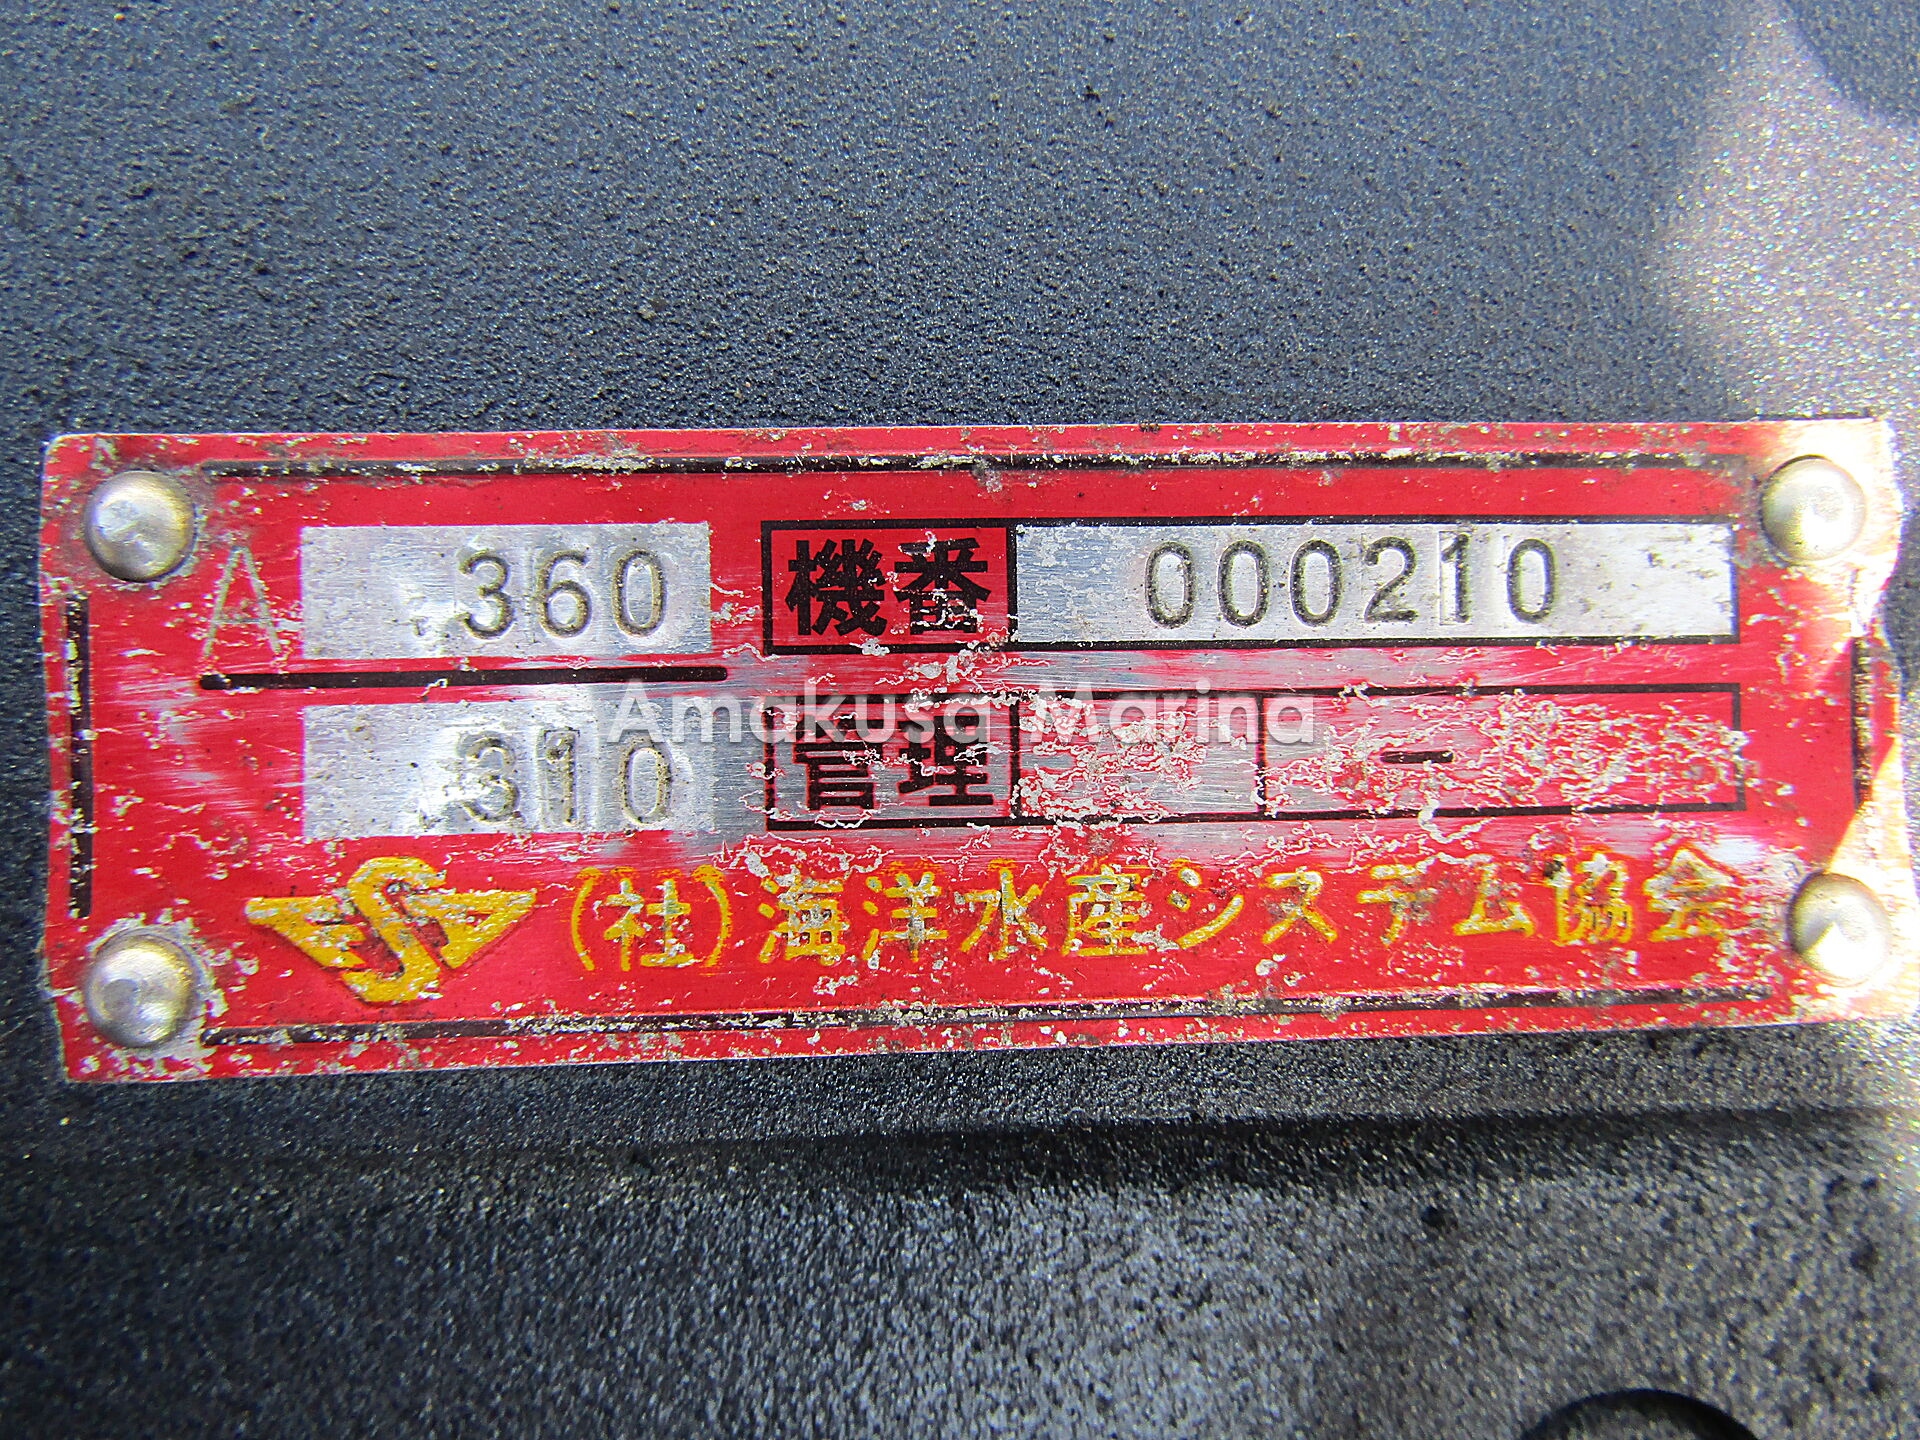 A 360 機番 000210
310 管理 -
Amakusa Marina
(社)海洋水産システム協会